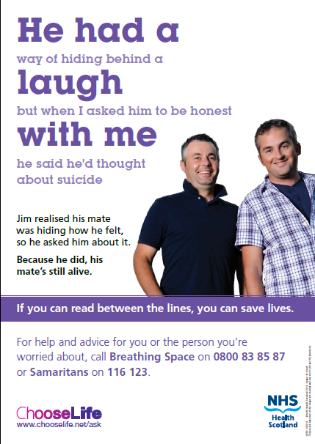 He had a
way of hiding behind a
laugh
but when I asked him to be honest
with me
he said he'd thought
about suicide
Jim realised his mate
was hiding how he felt,
so he asked him about it.
Because he did, his
mate's still alive.
If you can read between the lines, you can save lives.
For help and advice for you or the person you're
worried about, call Breathing Space on 0800 83 85 87
or Samaritans on 116 123.
ChooseLife
www.chooselife.net/ask
NHS
Health
Scotland